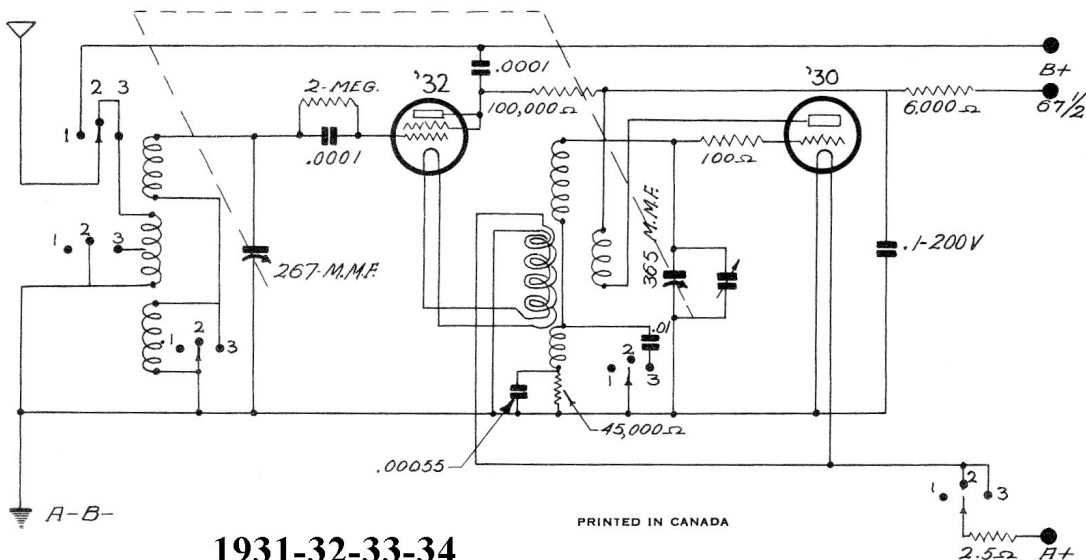 .0001
'32
'30
B+
2 3
2-MEG.
100,000Ω
6,000Ω
67 1/2
1
.0001
100Ω
1 2 3
267-M.M.F.
365 M.M.F.
.1-200V
.01
.1 2 3
1 2 3
45,000Ω
.00055
1 2 3
A-B-
PRINTED IN CANADA
2.5Ω
A+
1931-32-33-34